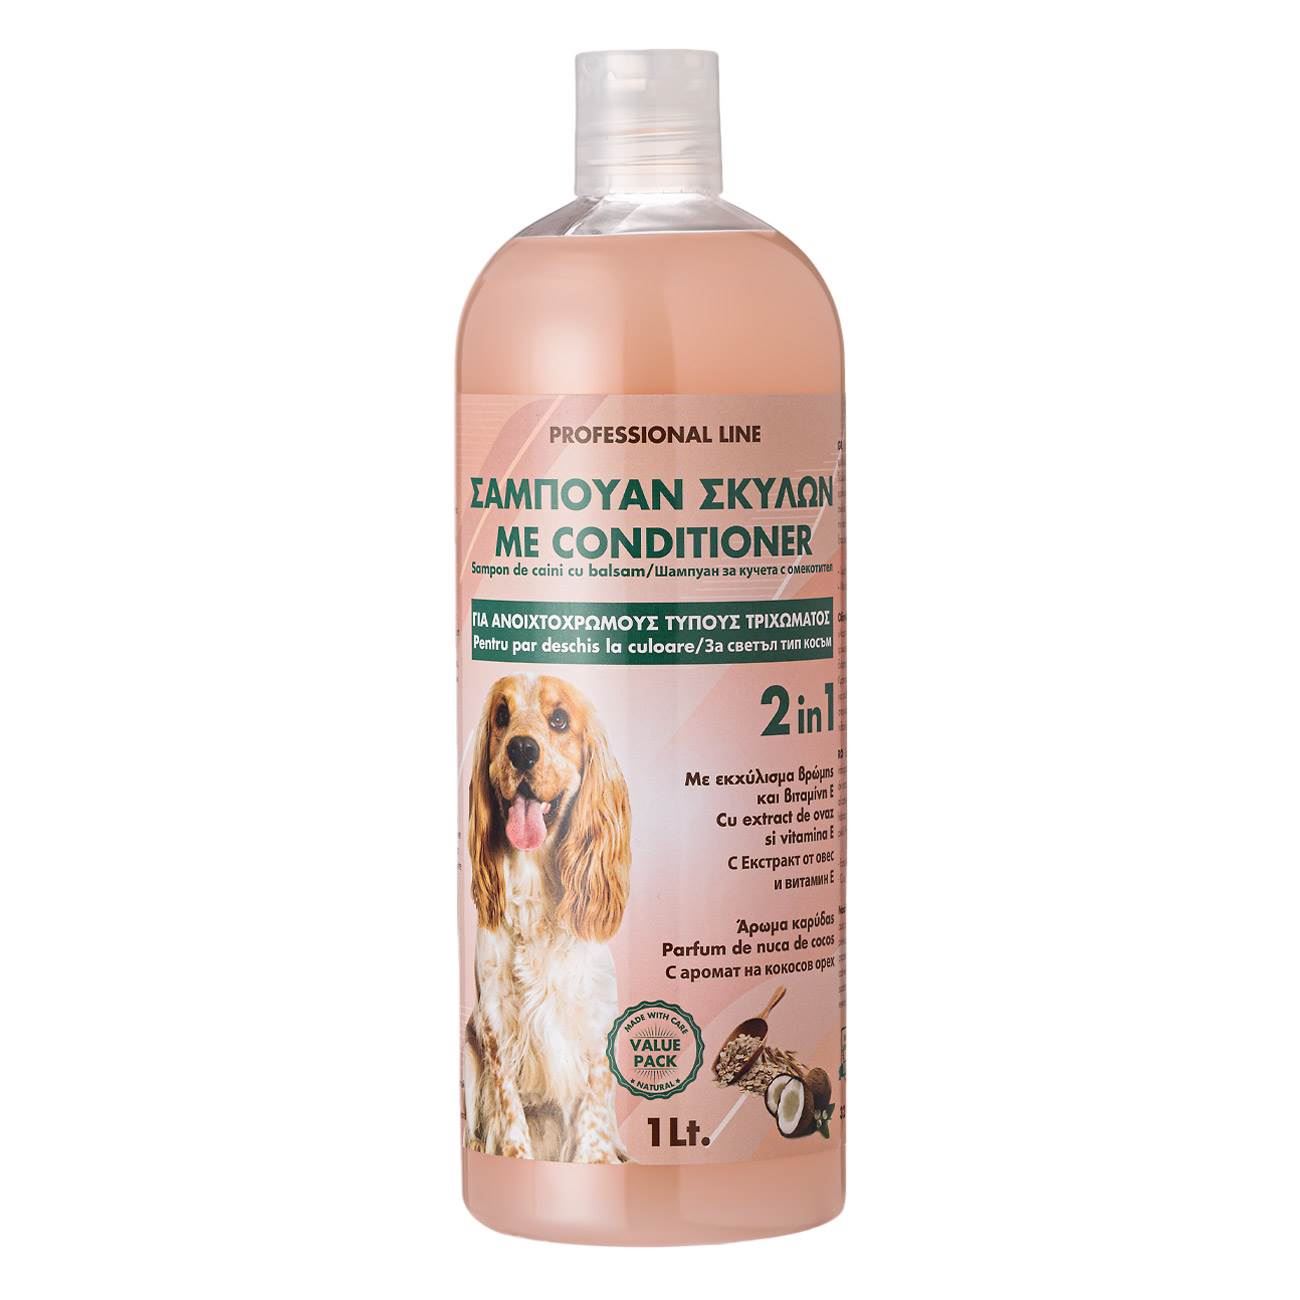 PROFESSIONAL LINE
ΣΑΜΠΟΥΑΝ ΣΚΥΛΩΝ
ΜΕ CONDITIONER
Sampon de caini cu balsam/Шампуан за кучета с омекотител
ΓΙΑ ΑΝΟΙΧΤΟΧΡΩΜΟΥΣ ΤΥΠΟΥΣ ΤΡΙΧΩΜΑΤΟΣ
Pentru par deschis la culoare/За светъл тип косъм
2 in 1
Με εκχύλισμα βρώμης
και βιταμίνη Ε
Cu extract de ovaz
si vitamina E
С Екстракт от овес
и витамин Е
Άρωμα καρύδας
Parfum de nuca de cocos
С аромат на кокосов орех
MADE WITH CARE
VALUE
PACK
NATURAL
1 Lt.